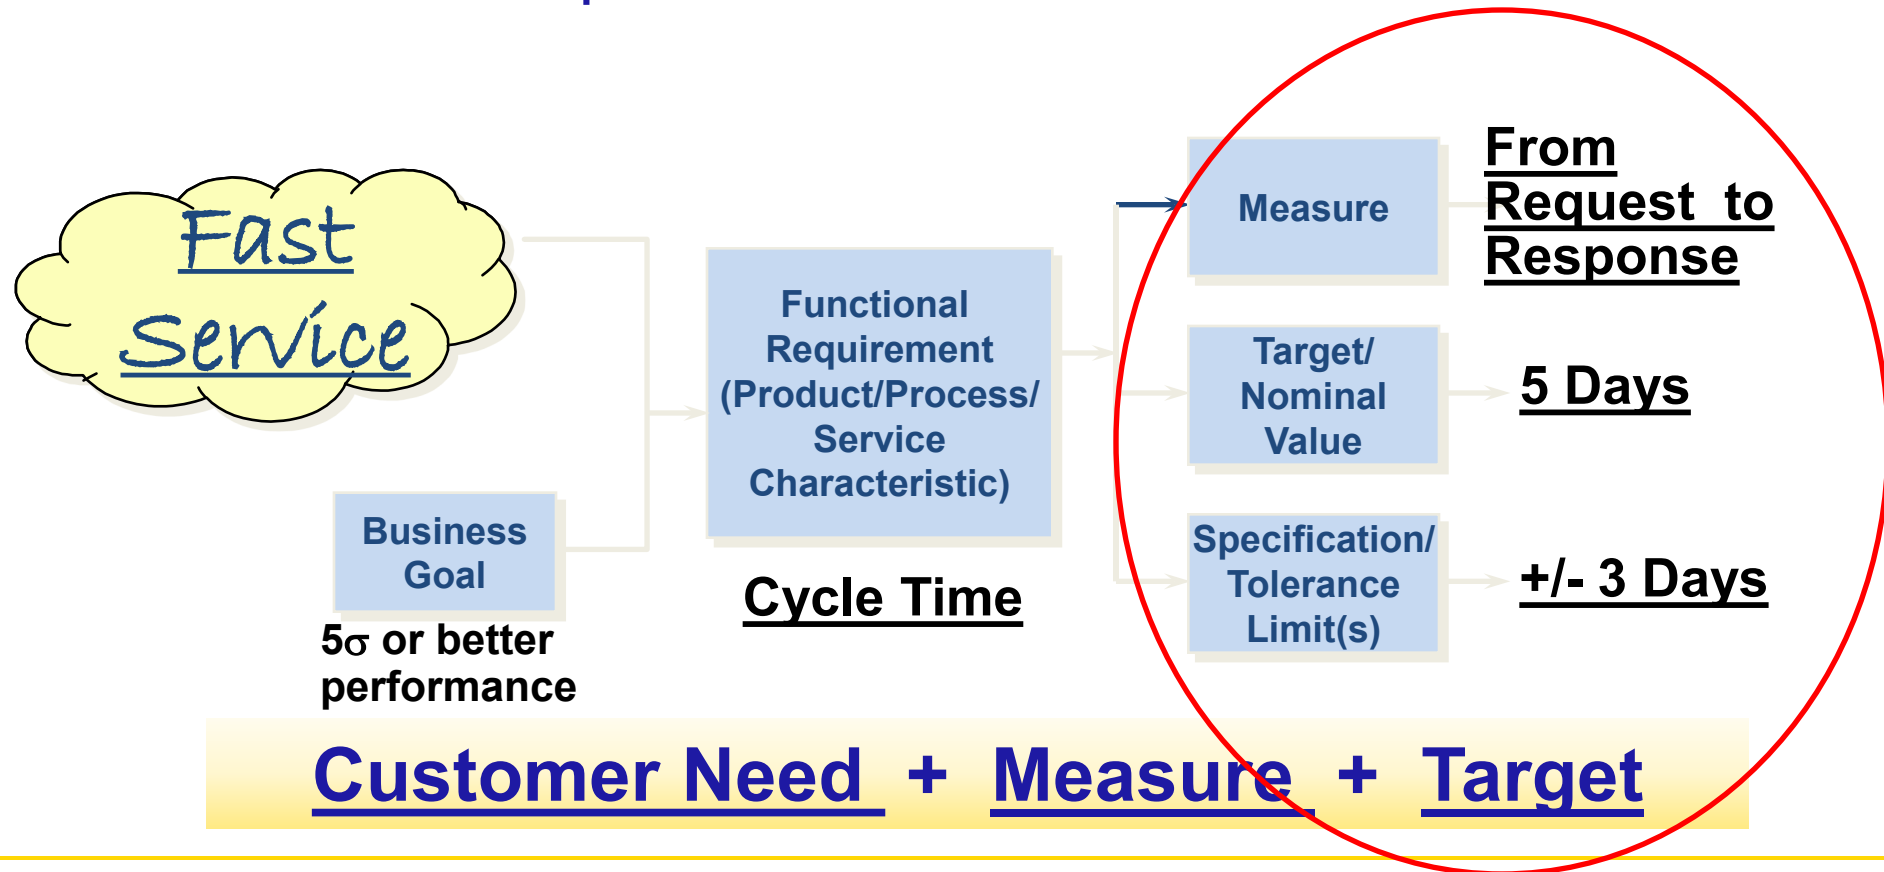 Fast
Service
Business
Goal
5σ or better
performance
Functional
Requirement
(Product/Process/
Service
Characteristic)
Cycle Time
Measure
From
Request to
Response
Target/
Nominal
Value
5 Days
Specification/
Tolerance
Limit(s)
+/- 3 Days
Customer Need + Measure + Target